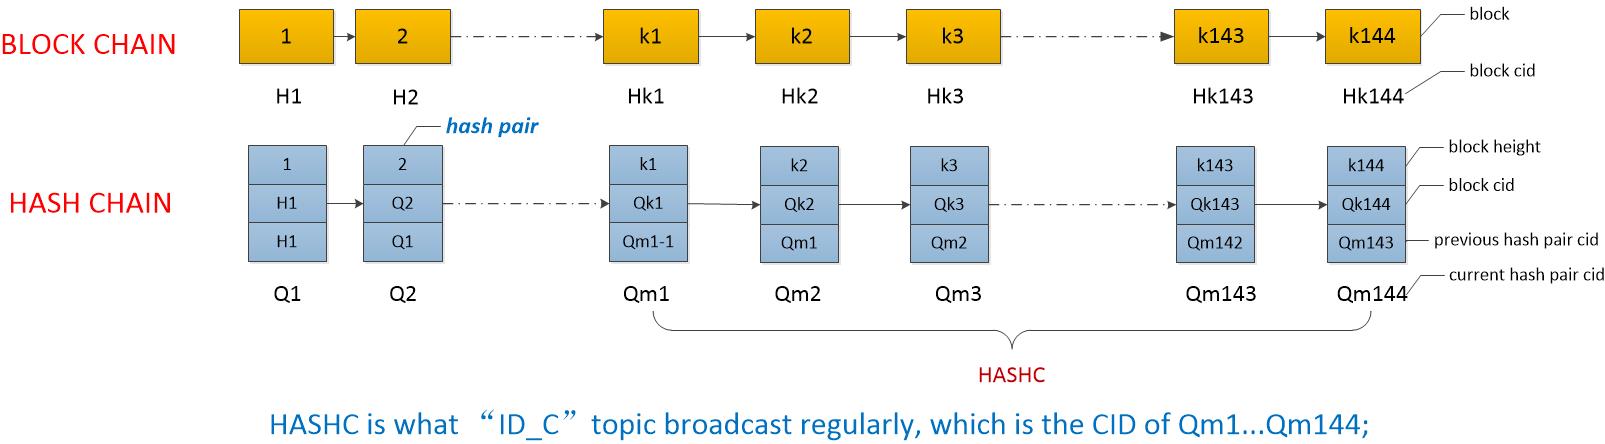 BLOCK CHAIN
1 2 k1 k2 k3 k143 k144
block
H1 H2 Hk1 Hk2 Hk3 Hk143 Hk144
block cid
hash pair
HASH CHAIN
1 2 k1 k2 k3 k143 k144
block height
H1 Q2 Qk1 Qk2 Qk3 Qk143 Qk144
block cid
H1 Q1 Qm1-1 Qm1 Qm2 Qm142 Qm143
previous hash pair cid
Q1 Q2 Qm1 Qm2 Qm3 Qm143 Qm144
current hash pair cid
HASHC
HASHC is what “ID_C” topic broadcast regularly, which is the CID of Qm1...Qm144;